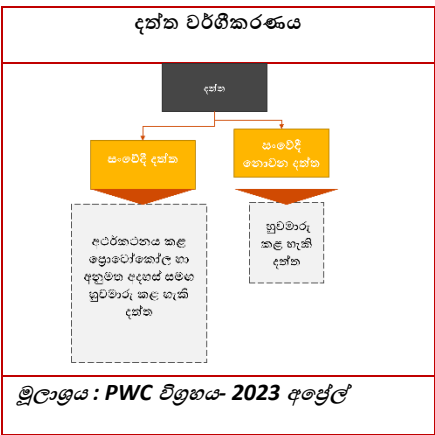 දත්ත වර්ගීකරණය
දත්ත
සංවේදී දත්ත
සංවේදී
නොවන දත්ත
අර්ථකථනය කළ
ප්‍රොටෝකෝල හා
අනුමත අදහස් සමඟ
හුවමාරු කළ හැකි
දත්ත
හුවමාරු
කළ හැකි
දත්ත
මූලාශ්‍රය : PWC විග්‍රහය- 2023 අප්‍රේල්